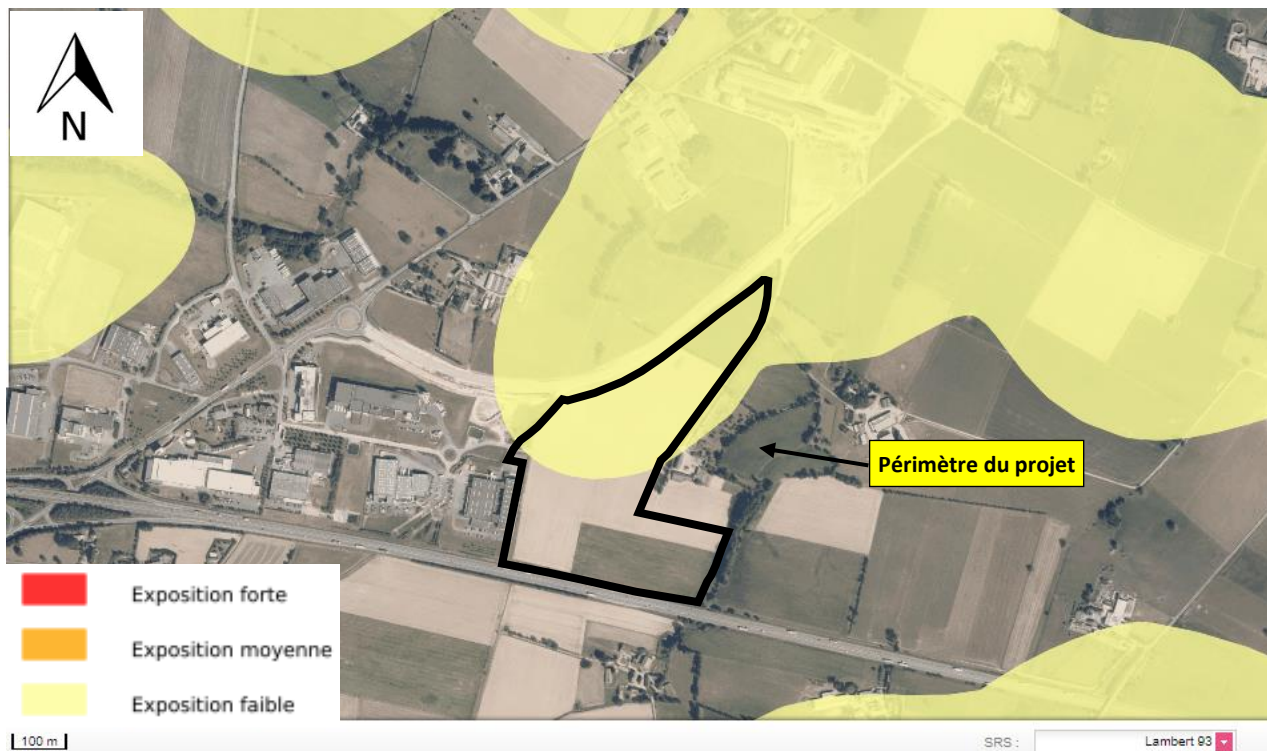 N
Périmètre du projet
Exposition forte
Exposition moyenne
Exposition faible
100 m
SRS :
Lambert 93